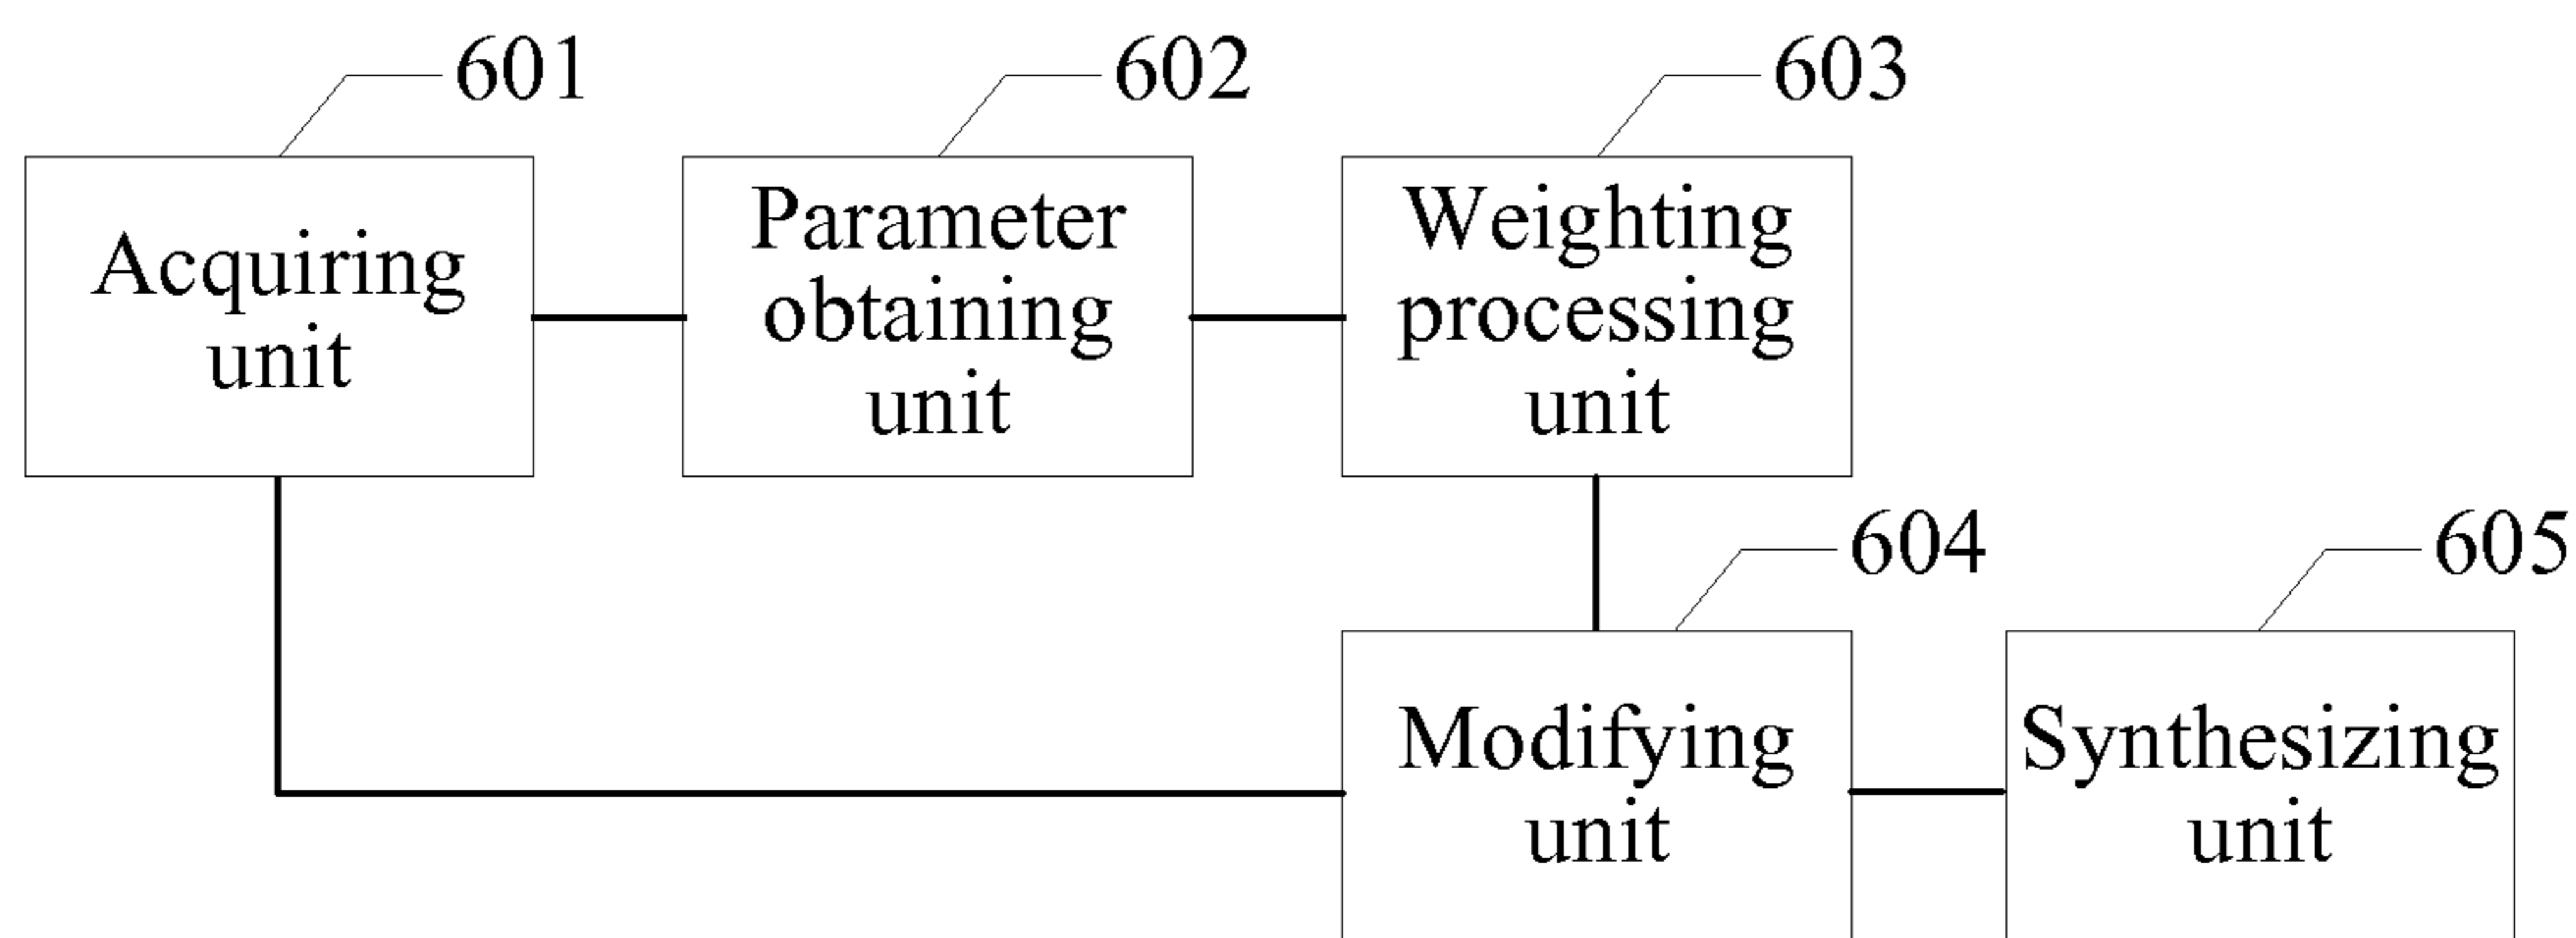 601
602
603
Acquiring
unit
Parameter
obtaining
unit
Weighting
processing
unit
604
605
Modifying
unit
Synthesizing
unit